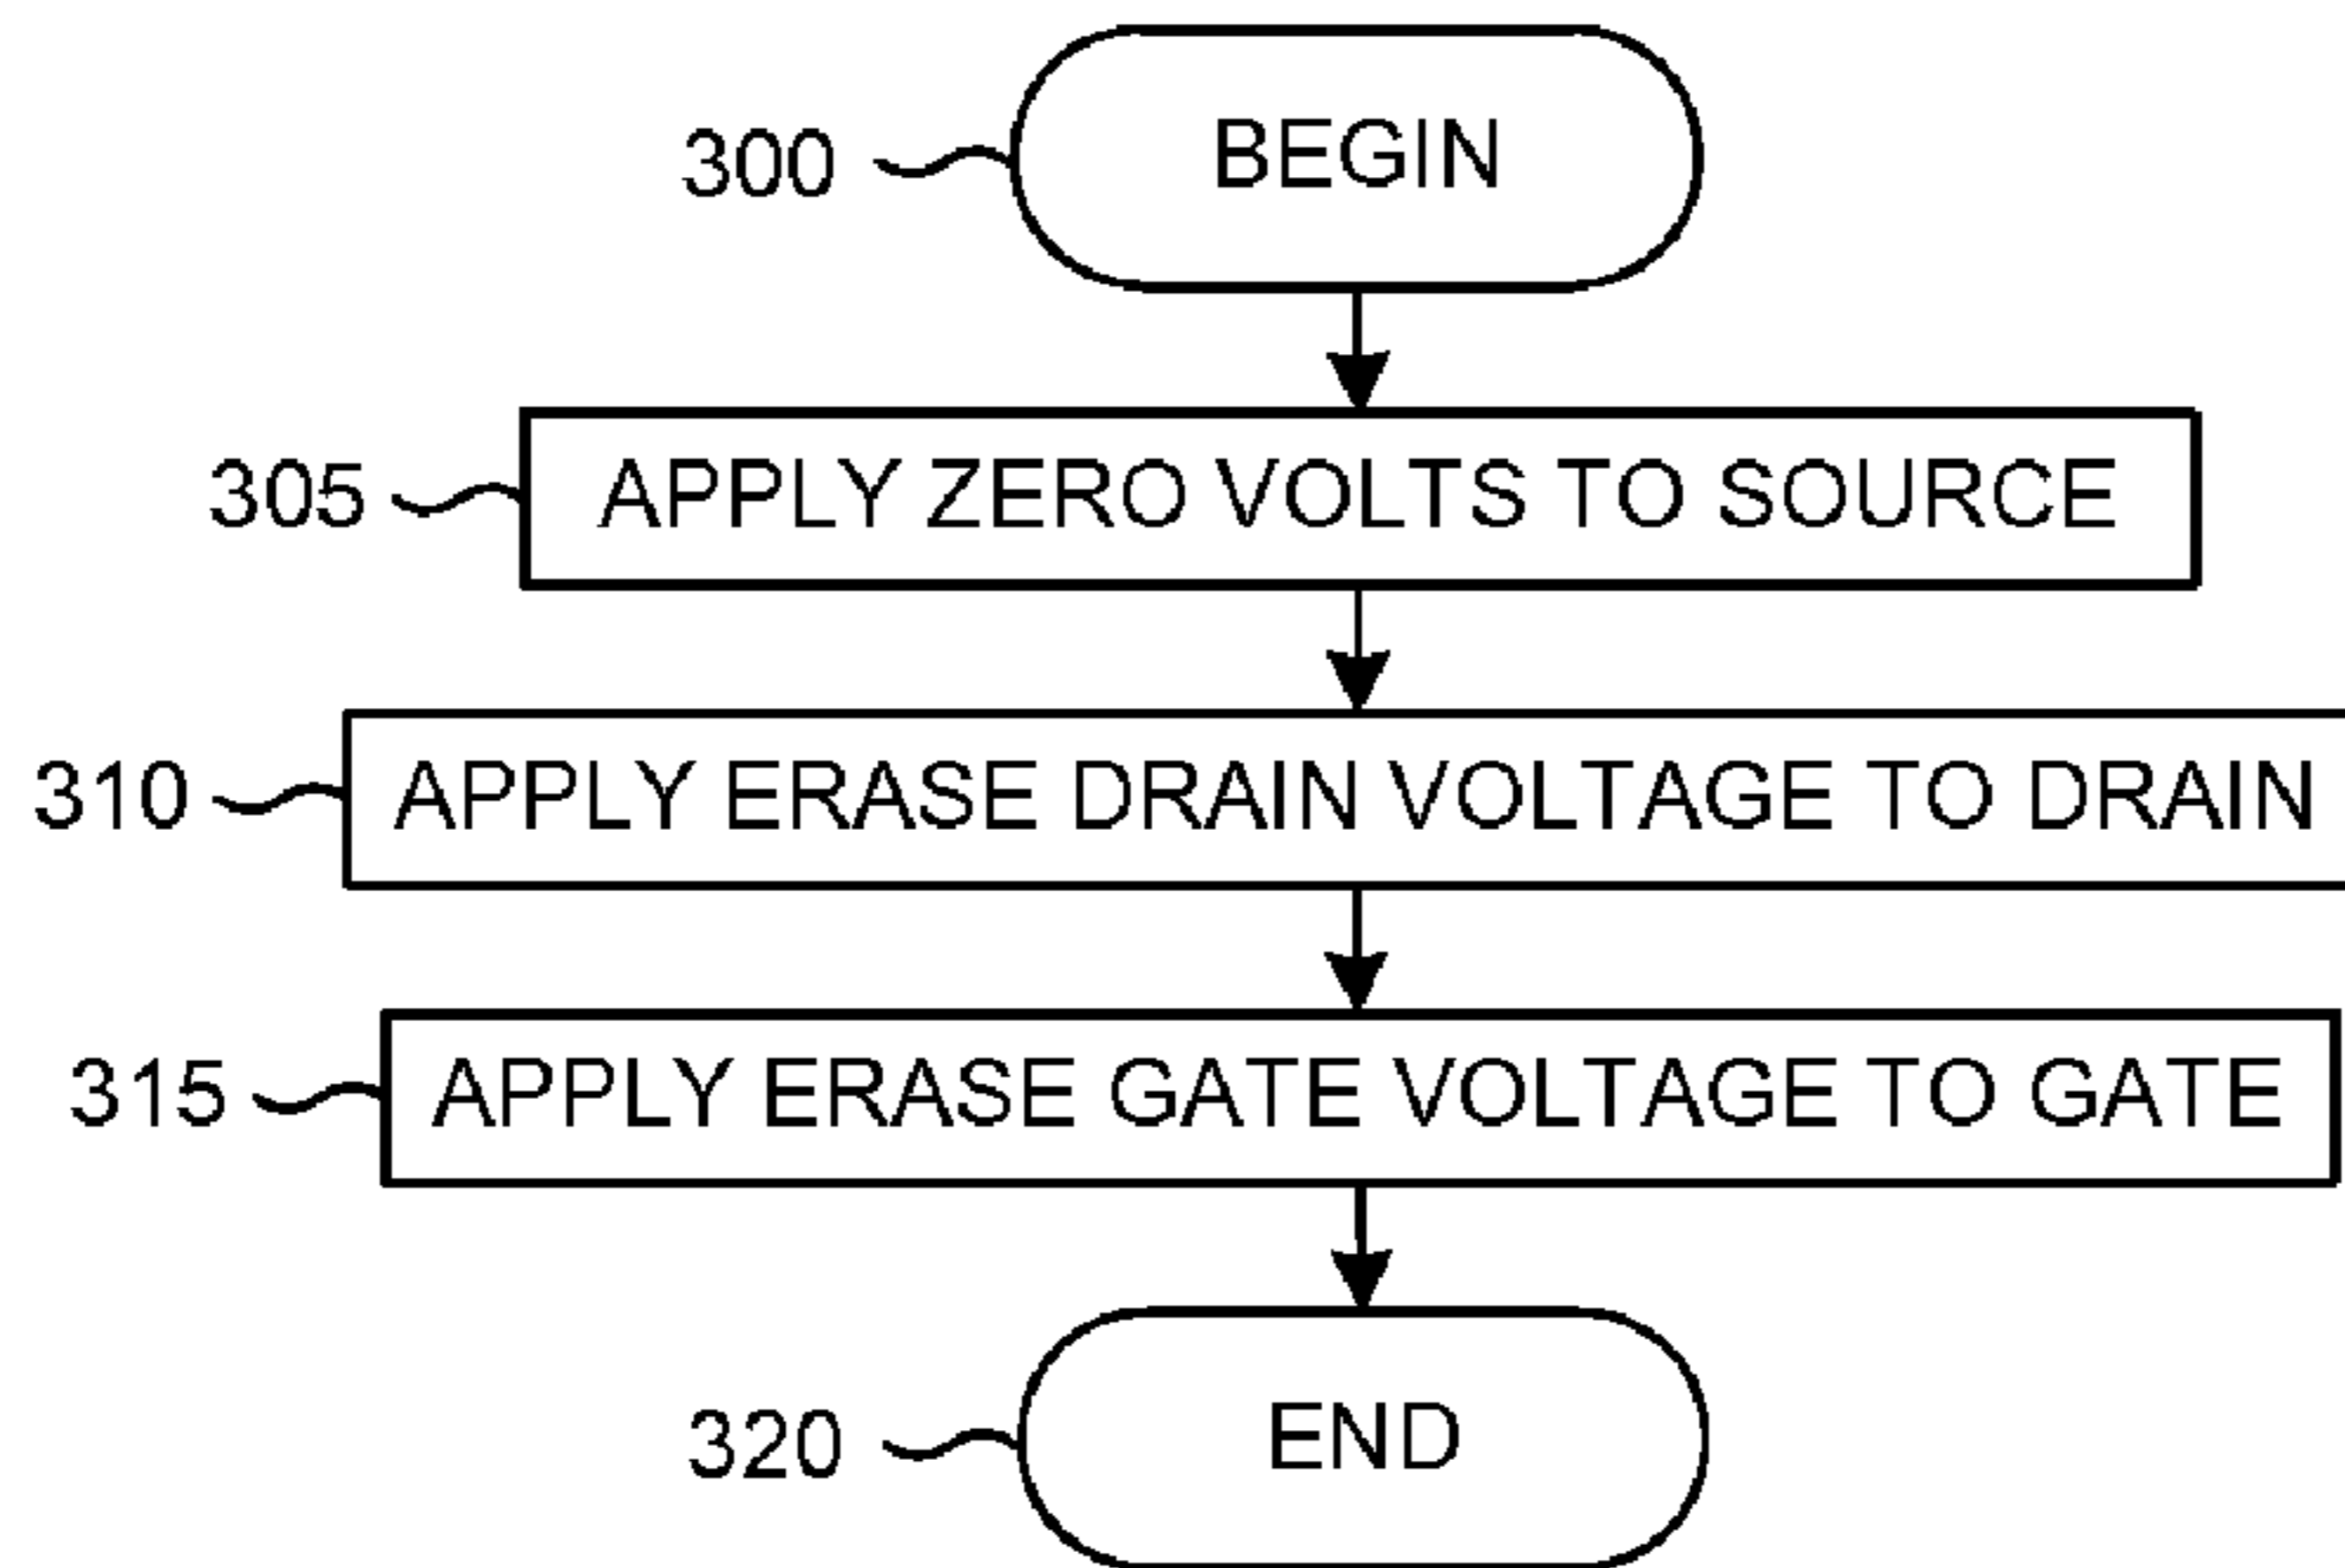 300 BEGIN
305 APPLY ZERO VOLTS TO SOURCE
310 APPLY ERASE DRAIN VOLTAGE TO DRAIN
315 APPLY ERASE GATE VOLTAGE TO GATE
320 END